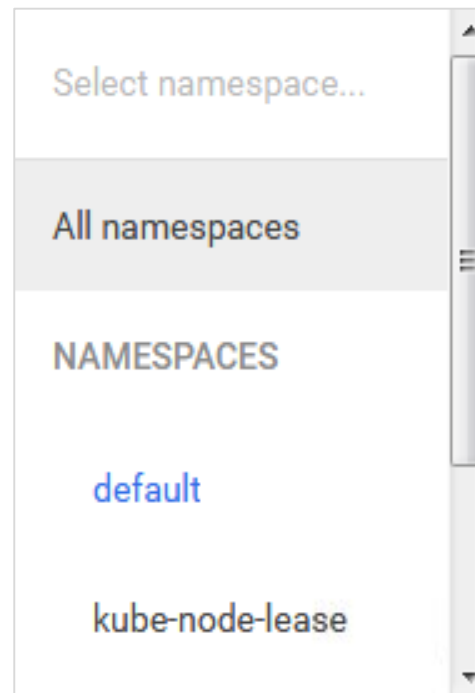 Select namespace...
All namespaces
NAMESPACES
default
kube-node-lease